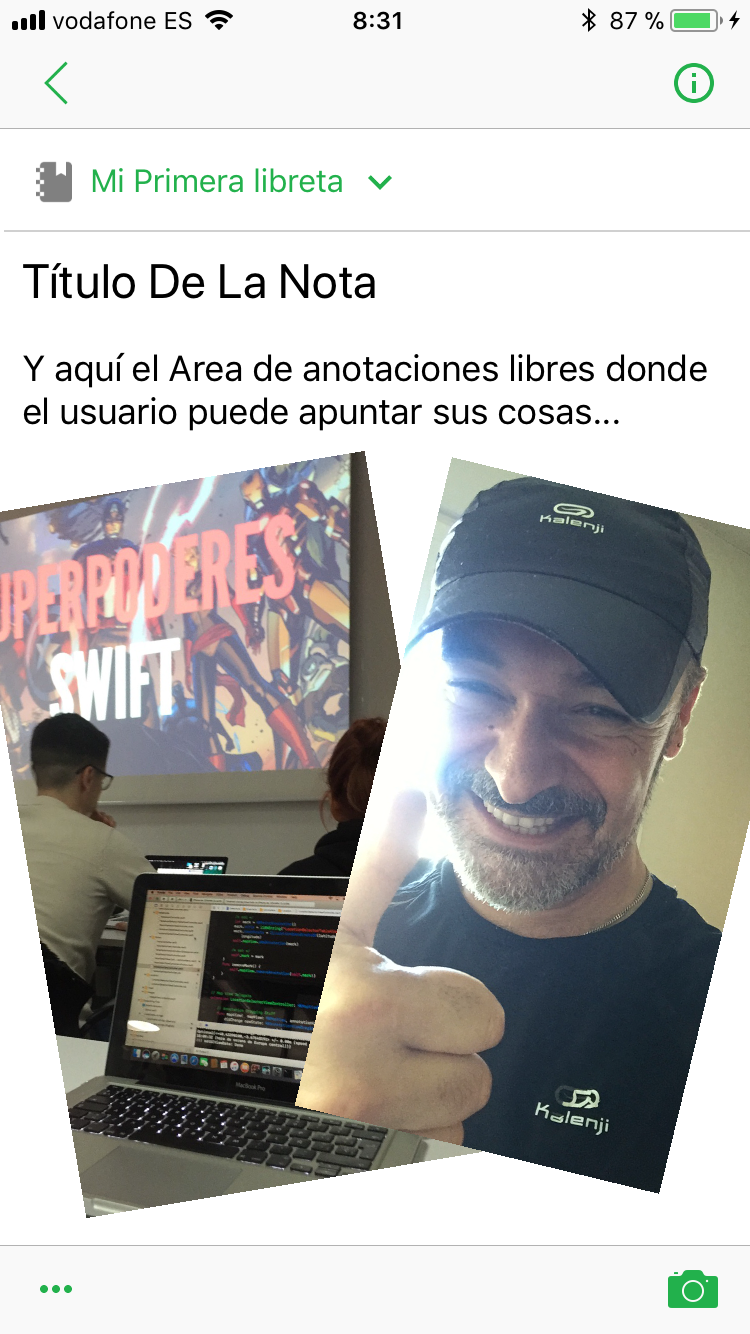 vodafone ES
8:31
87 %
Mi Primera libreta
Título De La Nota
Y aquí el Area de anotaciones libres donde
el usuario puede apuntar sus cosas...
UPERPODERES
SWIFT
Kalenji
MacBook Pro
Kalenji